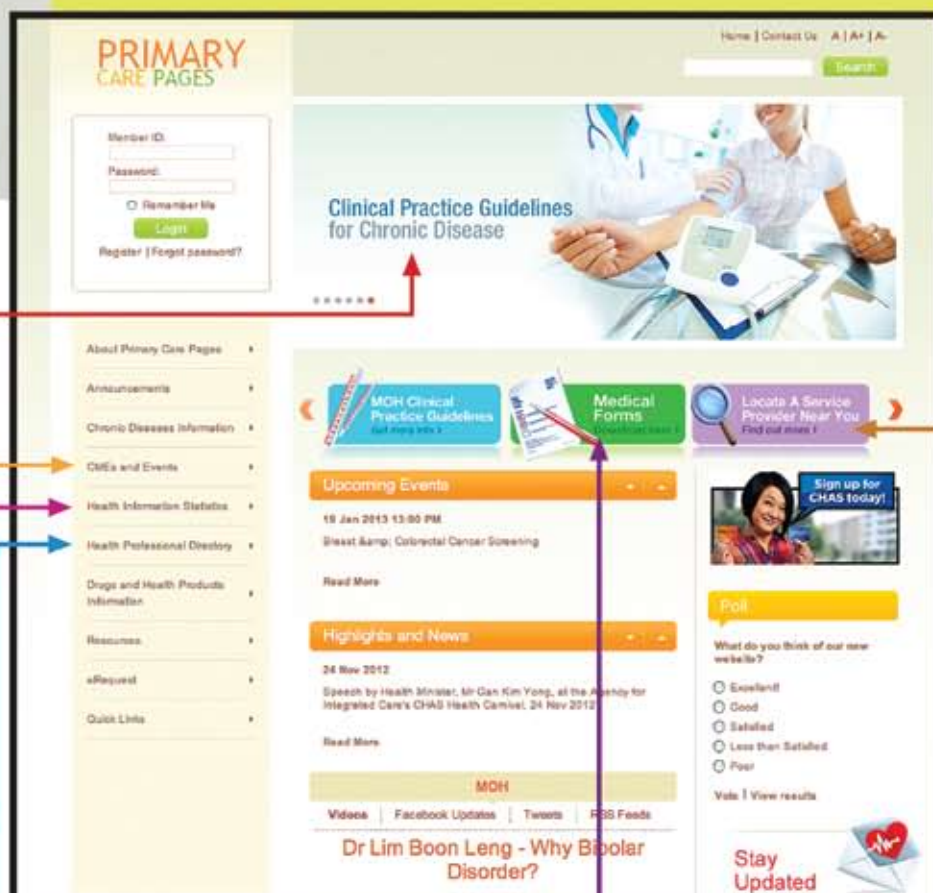 PRIMARY
CARE PAGES
Home | Contact Us A | A+ | A-
Search
Member ID:
Password:
Remember Me
Login
Register | Forgot password?
Clinical Practice Guidelines
for Chronic Disease
About Primary Care Pages
Announcements
Chronic Diseases Information
CMEs and Events
Health Information Statistics
Health Professional Directory
Drugs and Health Products
Information
Resources
eRequest
Quick Links
MOH Clinical
Practice Guidelines
Get more info
Medical
Forms
Download here
Locate A Service
Provider Near You
Find out more
Upcoming Events
19 Jan 2013 13:00 PM
Breast &amp; Colorectal Cancer Screening
Read More
Highlights and News
24 Nov 2012
Speech by Health Minister, Mr Gan Kim Yong, at the Agency for
Integrated Care's CHAS Health Carnival, 24 Nov 2012
Read More
MOH
Videos Facebook Updates Tweets RSS Feeds
Dr Lim Boon Leng - Why Bipolar
Disorder?
Sign up for
CHAS today!
Poll
What do you think of our new
website?
Excellent!
Good
Satisfied
Less than Satisfied
Poor
Vote | View results
Stay
Updated